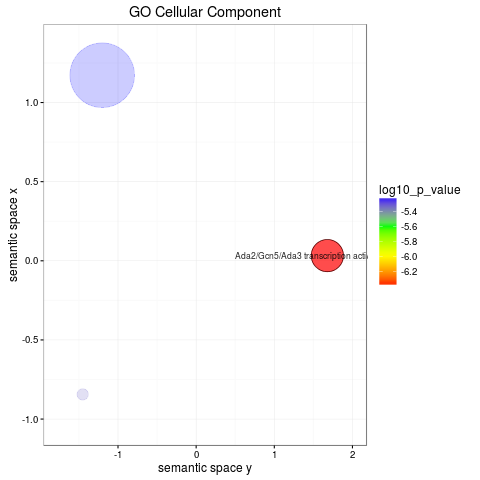 GO Cellular Component
semantic space x
1.0
0.5
0.0
-0.5
-1.0
Ada2/Gcn5/Ada3 transcription acti
-1
0
1
2
semantic space y
log10_p_value
-5.4
-5.6
-5.8
-6.0
-6.2